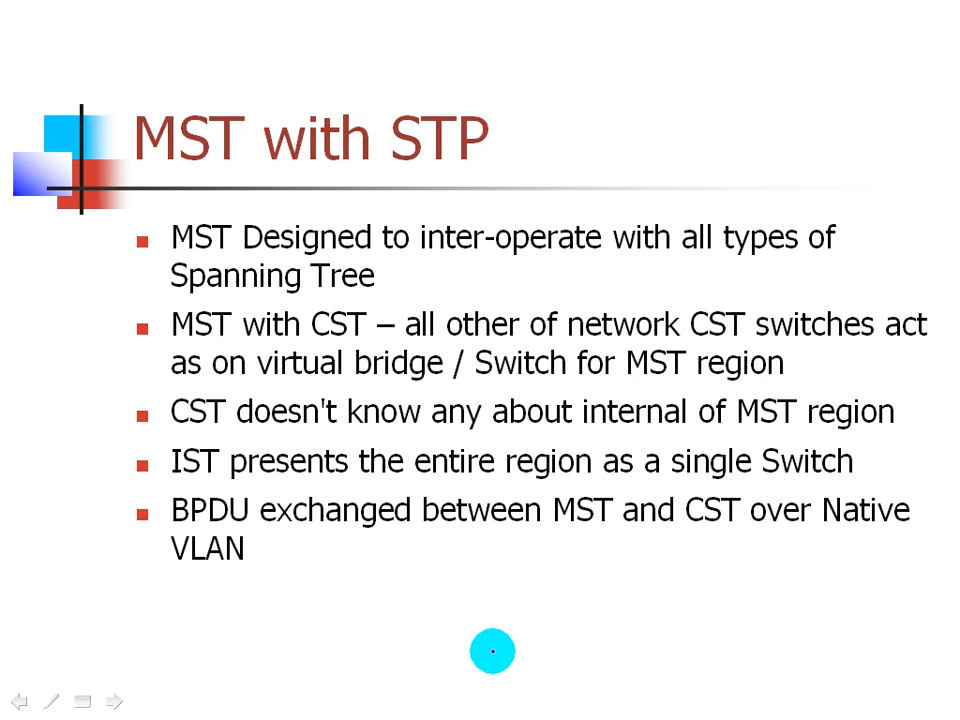 MST with STP
MST Designed to inter-operate with all types of
Spanning Tree
MST with CST – all other of network CST switches act
as on virtual bridge / Switch for MST region
CST doesn't know any about internal of MST region
IST presents the entire region as a single Switch
BPDU exchanged between MST and CST over Native
VLAN